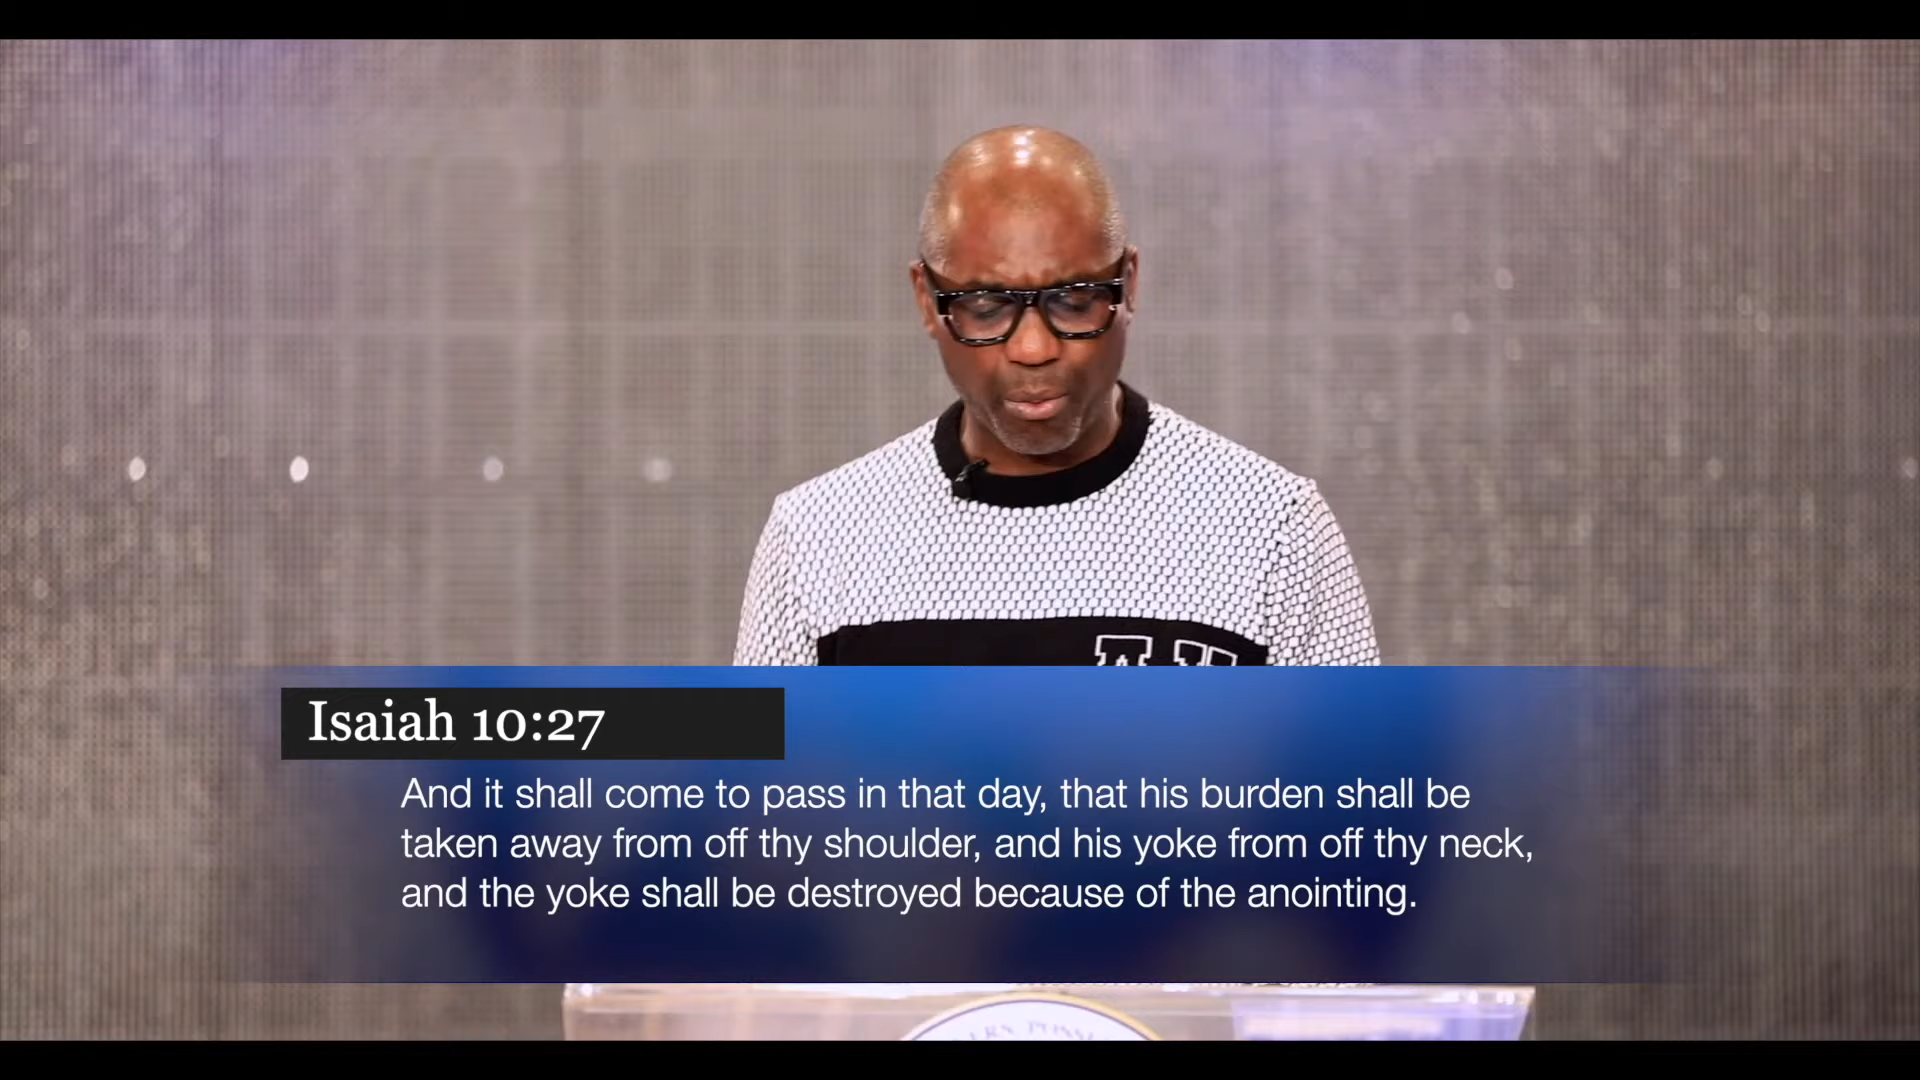 Isaiah 10:27
And it shall come to pass in that day, that his burden shall be
taken away from off thy shoulder, and his yoke from off thy neck,
and the yoke shall be destroyed because of the anointing.